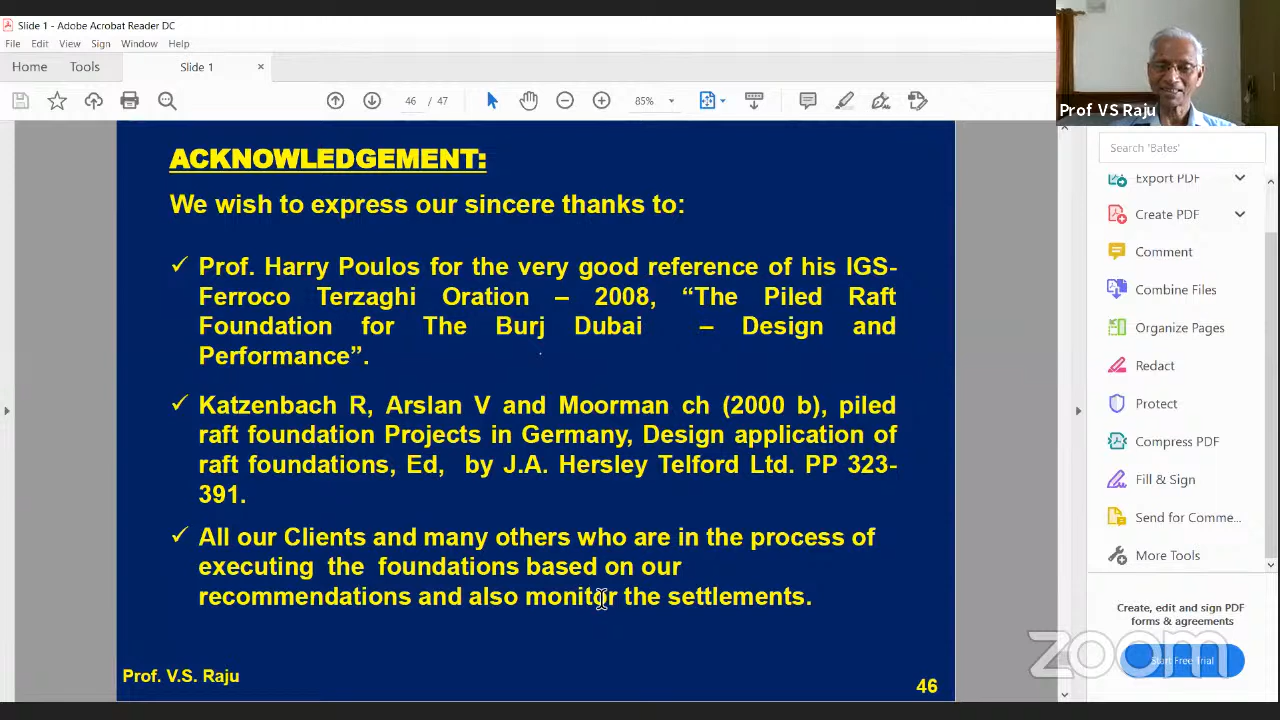 Slide 1 - Adobe Acrobat Reader DC
File Edit View Sign Window Help
Home Tools Slide 1 ×
46 / 47 85%
Prof VS Raju
Search 'Bates'
Export PDF
Create PDF
Comment
Combine Files
Organize Pages
Redact
Protect
Compress PDF
Fill & Sign
Send for Comme...
More Tools
Create, edit and sign PDF
forms & agreements
Start Free Trial
zoom
ACKNOWLEDGEMENT:
We wish to express our sincere thanks to:
✓ Prof. Harry Poulos for the very good reference of his IGS-
Ferroco Terzaghi Oration – 2008, “The Piled Raft
Foundation for The Burj Dubai – Design and
Performance”.
✓ Katzenbach R, Arslan V and Moorman ch (2000 b), piled
raft foundation Projects in Germany, Design application of
raft foundations, Ed, by J.A. Hersley Telford Ltd. PP 323-
391.
✓ All our Clients and many others who are in the process of
executing the foundations based on our
recommendations and also monitor the settlements.
Prof. V.S. Raju
46